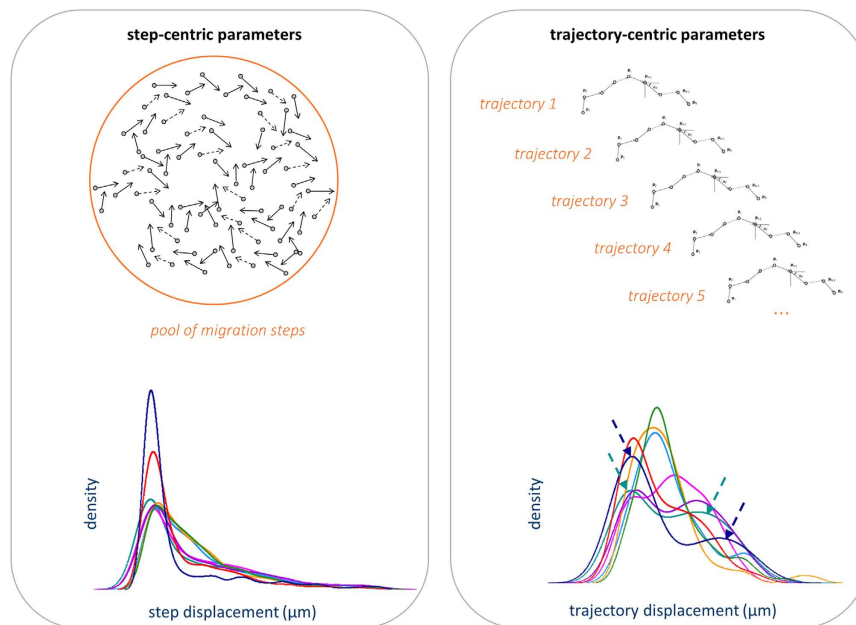 step-centric parameters
pool of migration steps
density
step displacement (μm)
trajectory-centric parameters
trajectory 1
trajectory 2
trajectory 3
trajectory 4
trajectory 5
...
density
trajectory displacement (μm)